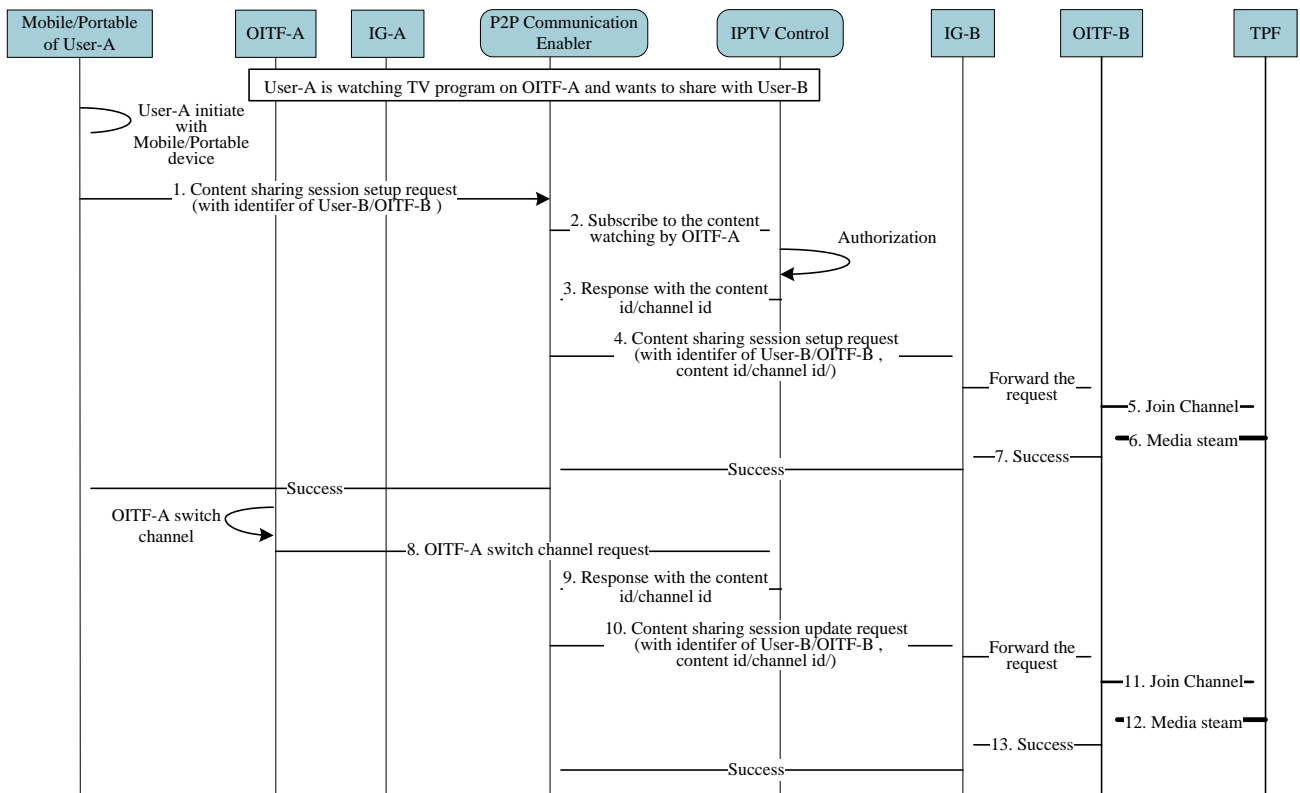 Mobile/Portable
of User-A
OITF-A
IG-A
P2P Communication
Enabler
IPTV Control
IG-B
OITF-B
TPF
User-A is watching TV program on OITF-A and wants to share with User-B
User-A initiate
with
Mobile/Portable
device
1. Content sharing session setup request
(with identifer of User-B/OITF-B )
2. Subscribe to the content
watching by OITF-A
Authorization
3. Response with the content
id/channel id
4. Content sharing session setup request
(with identifer of User-B/OITF-B ,
content id/channel id/)
Forward the
request
5. Join Channel
6. Media steam
7. Success
Success
Success
OITF-A switch
channel
8. OITF-A switch channel request
9. Response with the content
id/channel id
10. Content sharing session update request
(with identifer of User-B/OITF-B ,
content id/channel id/)
Forward the
request
11. Join Channel
12. Media steam
13. Success
Success